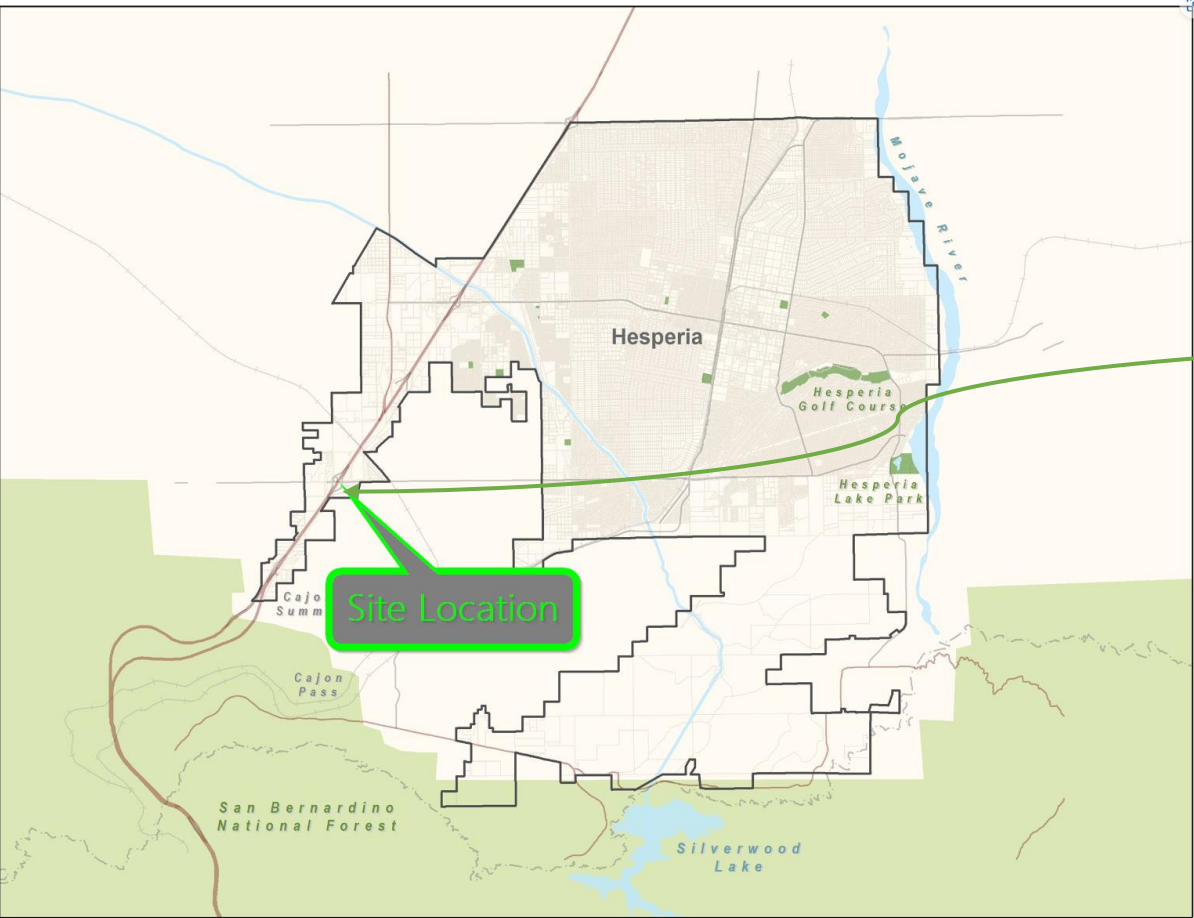 Mojave River
Hesperia
Hesperia
Golf Course
Hesperia
Lake Park
Site Location
Cajo
Summ
Cajon
Pass
San Bernardino
National Forest
Silverwood
Lake